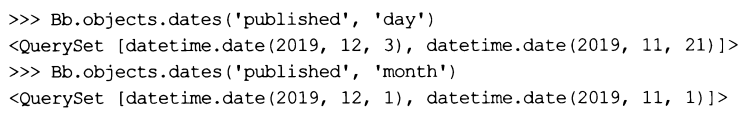 >>> Bb.objects.dates('published', 'day')
<QuerySet [datetime.date(2019, 12, 3), datetime.date(2019, 11, 21)]>
>>> Bb.objects.dates('published', 'month')
<QuerySet [datetime.date(2019, 12, 1), datetime.date(2019, 11, 1)]>